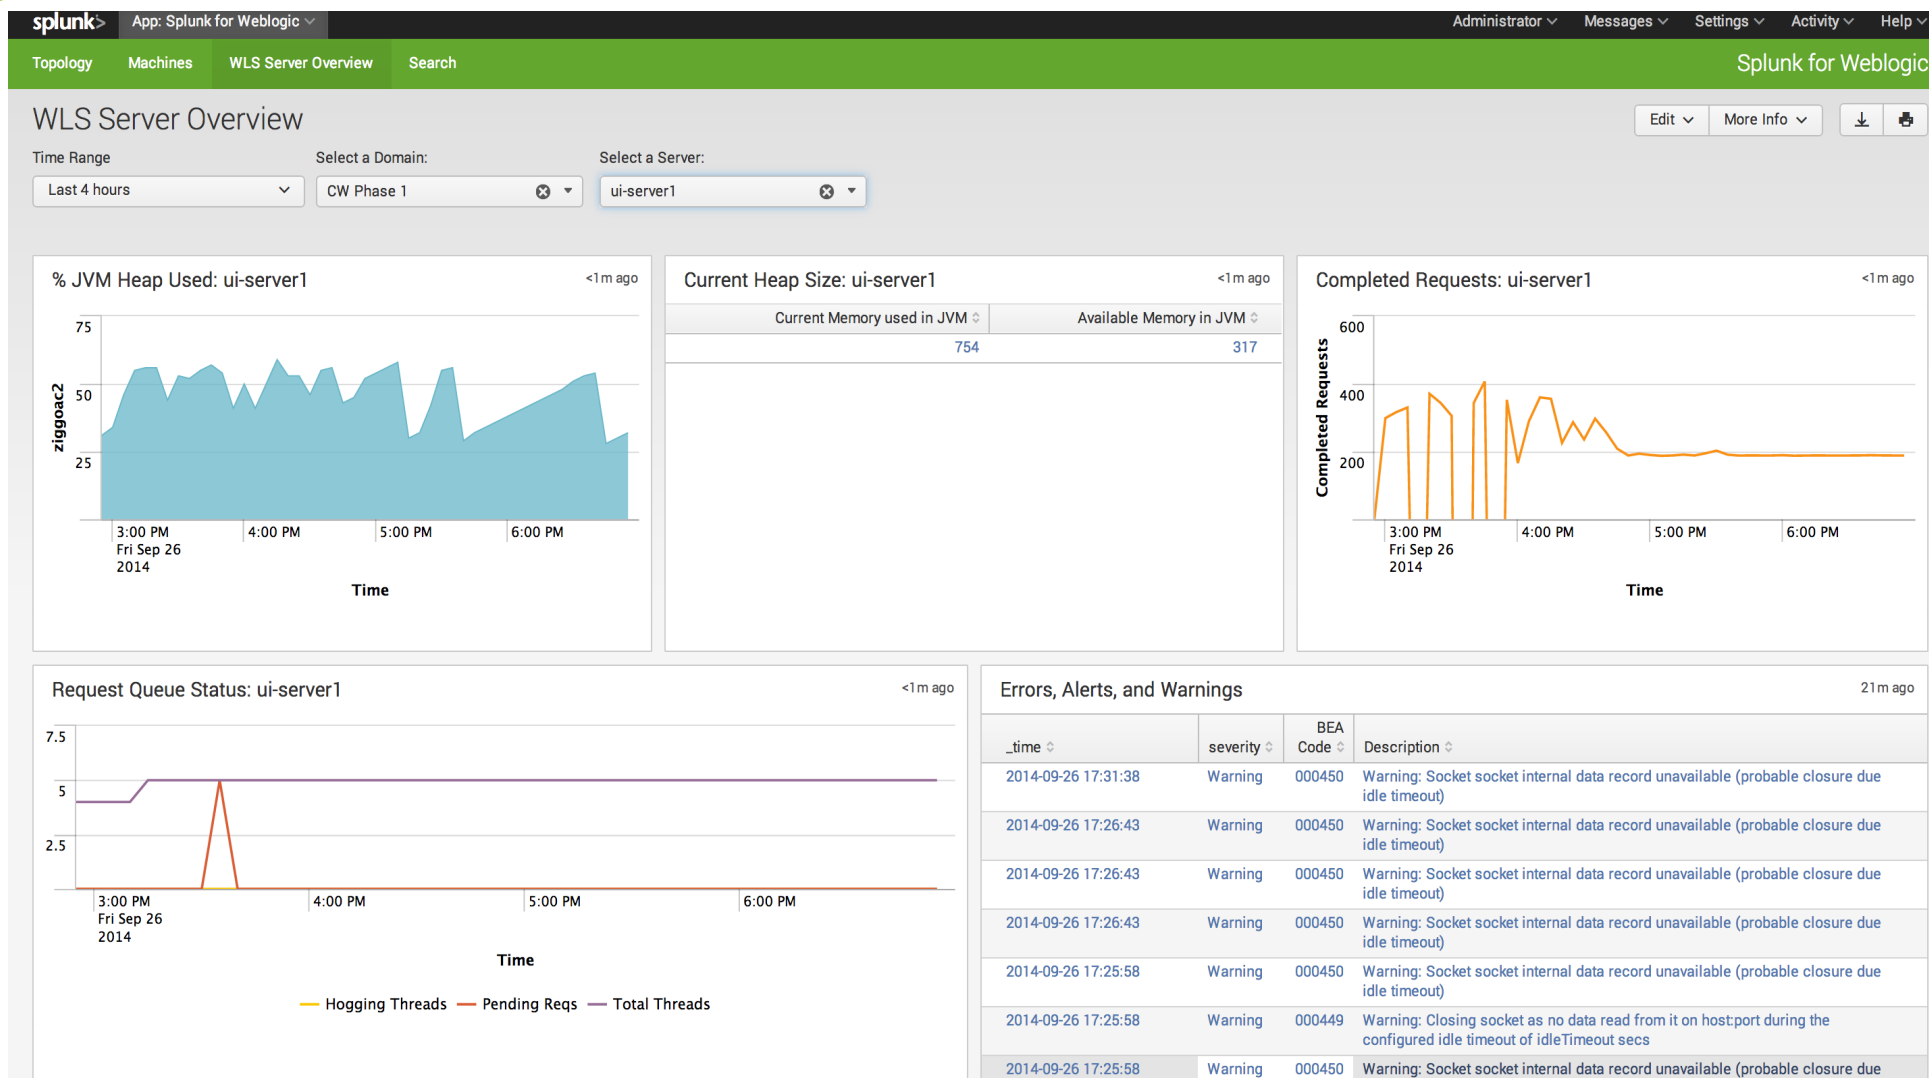 splunk> App: Splunk for Weblogic Administrator Messages Settings Activity Help
Topology Machines WLS Server Overview Search Splunk for Weblogic
WLS Server Overview
Edit More Info
Time Range Select a Domain: Select a Server:
Last 4 hours CW Phase 1 ui-server1
% JVM Heap Used: ui-server1 <1m ago
75
50
25
ziggoac2
3:00 PM 4:00 PM 5:00 PM 6:00 PM
Fri Sep 26
2014
Time
Current Heap Size: ui-server1 <1m ago
Current Memory used in JVM Available Memory in JVM
754 317
Completed Requests: ui-server1 <1m ago
600
400
200
Completed Requests
3:00 PM 4:00 PM 5:00 PM 6:00 PM
Fri Sep 26
2014
Time
Request Queue Status: ui-server1 <1m ago
7.5
5
2.5
3:00 PM 4:00 PM 5:00 PM 6:00 PM
Fri Sep 26
2014
Time
Hogging Threads Pending Reqs Total Threads
Errors, Alerts, and Warnings 21m ago
BEA
_time severity Code Description
2014-09-26 17:31:38 Warning 000450 Warning: Socket socket internal data record unavailable (probable closure due
idle timeout)
2014-09-26 17:26:43 Warning 000450 Warning: Socket socket internal data record unavailable (probable closure due
idle timeout)
2014-09-26 17:26:43 Warning 000450 Warning: Socket socket internal data record unavailable (probable closure due
idle timeout)
2014-09-26 17:26:43 Warning 000450 Warning: Socket socket internal data record unavailable (probable closure due
idle timeout)
2014-09-26 17:25:58 Warning 000450 Warning: Socket socket internal data record unavailable (probable closure due
idle timeout)
2014-09-26 17:25:58 Warning 000449 Warning: Closing socket as no data read from it on host:port during the
configured idle timeout of idleTimeout secs
2014-09-26 17:25:58 Warning 000450 Warning: Socket socket internal data record unavailable (probable closure due